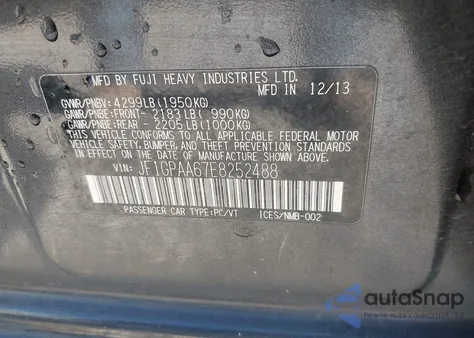 MFD BY FUJI HEAVY INDUSTRIES LTD.
MFD IN 12/13
GVWR/PNBV: 4299LB(1950KG)
GAWR/PNBE:FRONT- 2183LB( 990KG)
GAWR/PNBE:REAR - 2205LB(1000KG)
THIS VEHICLE CONFORMS TO ALL APPLICABLE FEDERAL MOTOR
VEHICLE SAFETY, BUMPER, AND THEFT PREVENTION STANDARDS
IN EFFECT ON THE DATE OF MANUFACTURE SHOWN ABOVE.
VIN: JF1GPAA67E8252488
PASSENGER CAR TYPE:PC/VT ICES/NMB-002
autoSnap